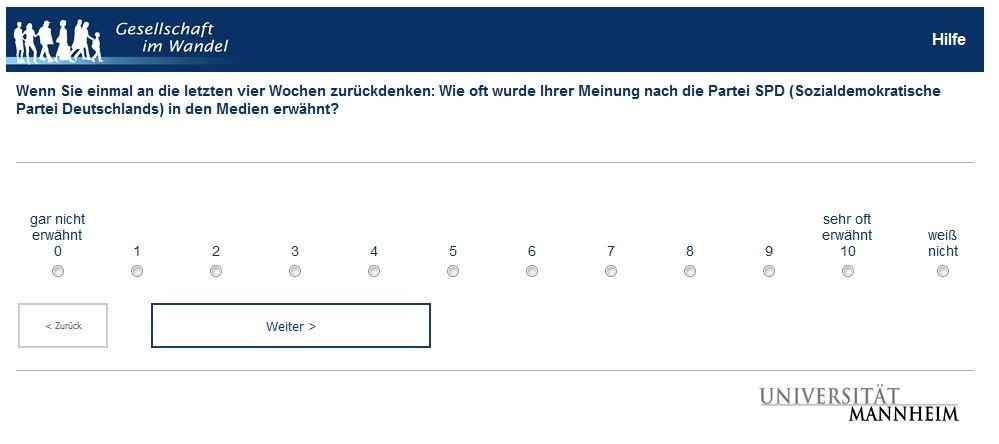 Gesellschaft
im Wandel
Hilfe
Wenn Sie einmal an die letzten vier Wochen zurückdenken: Wie oft wurde Ihrer Meinung nach die Partei SPD (Sozialdemokratische
Partei Deutschlands) in den Medien erwähnt?
gar nicht
erwähnt
0
1
2
3
4
5
6
7
8
9
sehr oft
erwähnt
10
weiß
nicht
< Zurück
Weiter >
UNIVERSITÄT
MANNHEIM